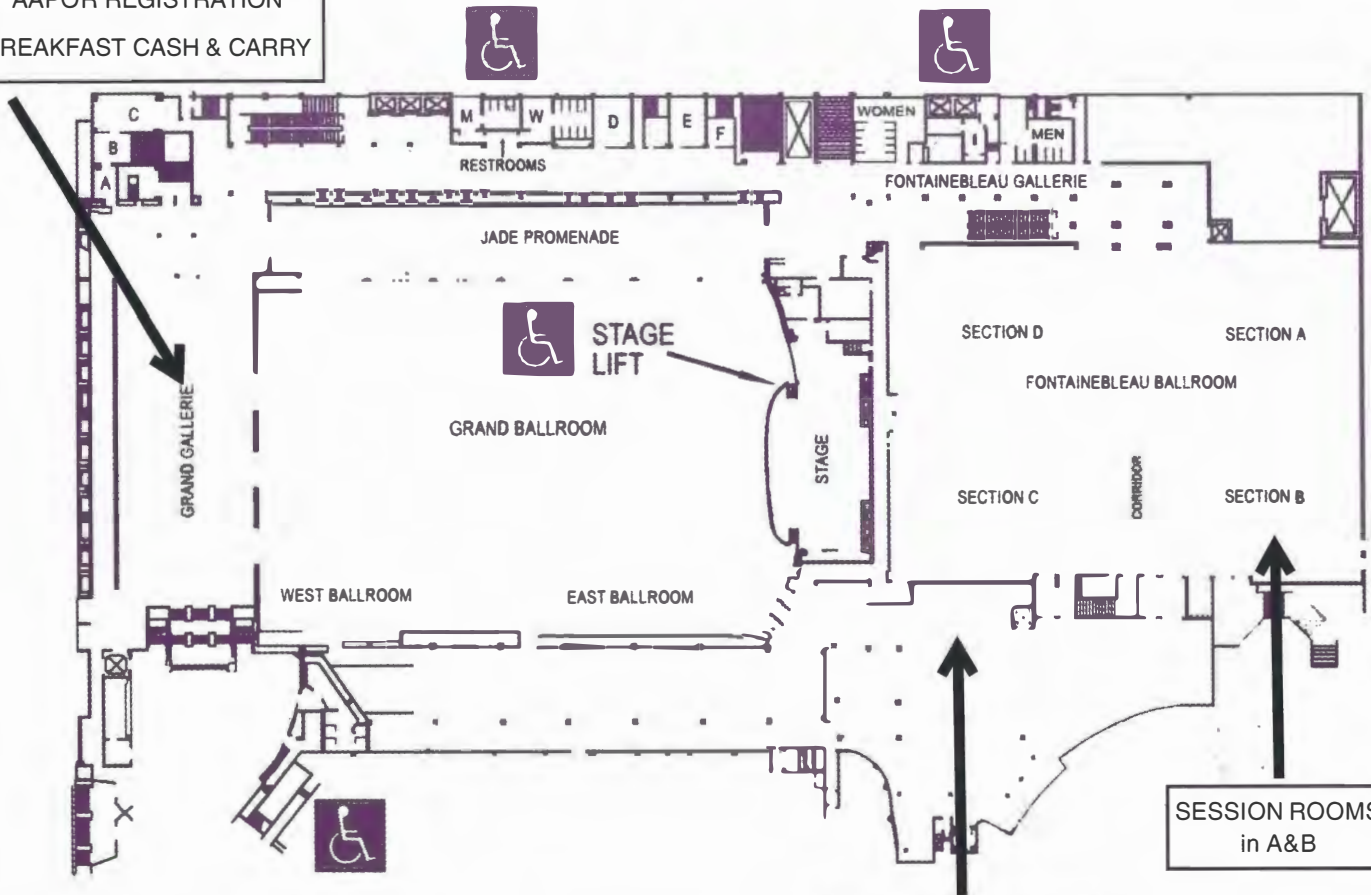 AAPOR REGISTRATION
REAKFAST CASH & CARRY
C
B
A
M
W
D
E
F
RESTROOMS
WOMEN
MEN
FONTAINEBLEAU GALLERIE
JADE PROMENADE
STAGE
LIFT
SECTION D
SECTION A
FONTAINEBLEAU BALLROOM
GRAND GALLERIE
GRAND BALLROOM
STAGE
SECTION C
CORRIDOR
SECTION B
WEST BALLROOM
EAST BALLROOM
SESSION ROOMS
in A&B